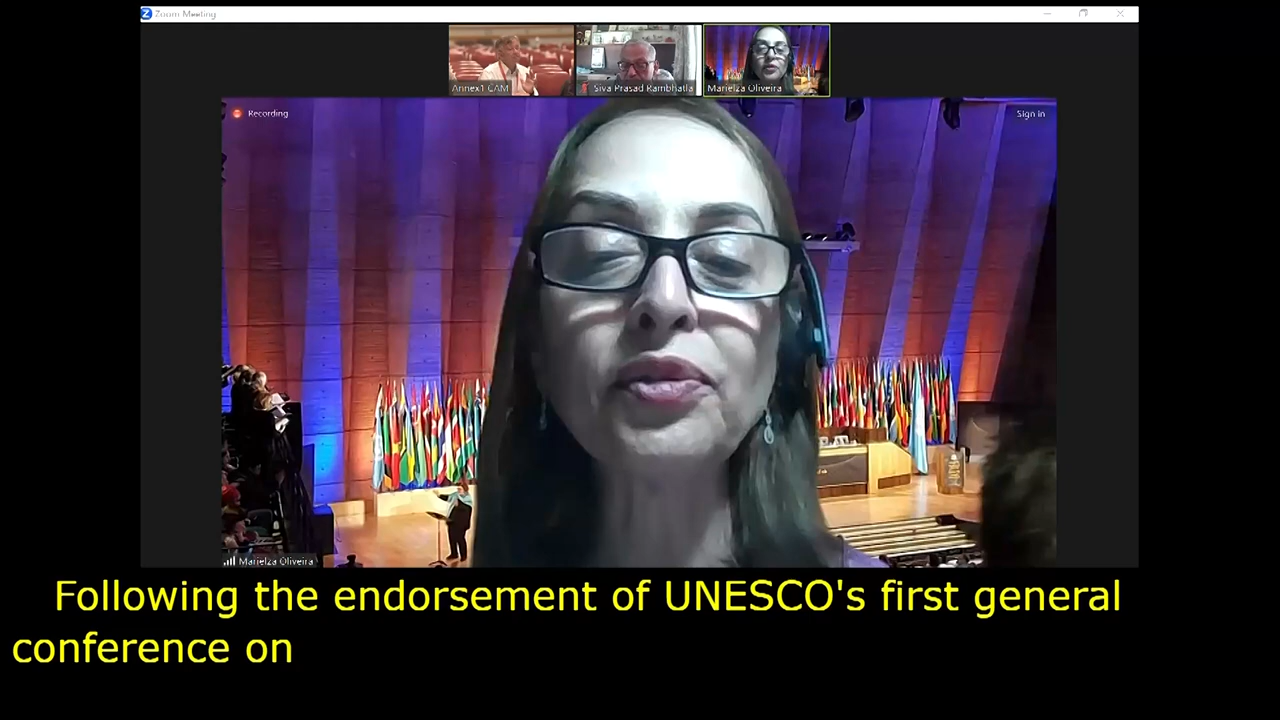 Zoom Meeting
Annex1 CAM
Siva Prasad Rambhatla
Marielza Oliveira
Recording
Sign in
Marielza Oliveira
Following the endorsement of UNESCO's first general
conference on